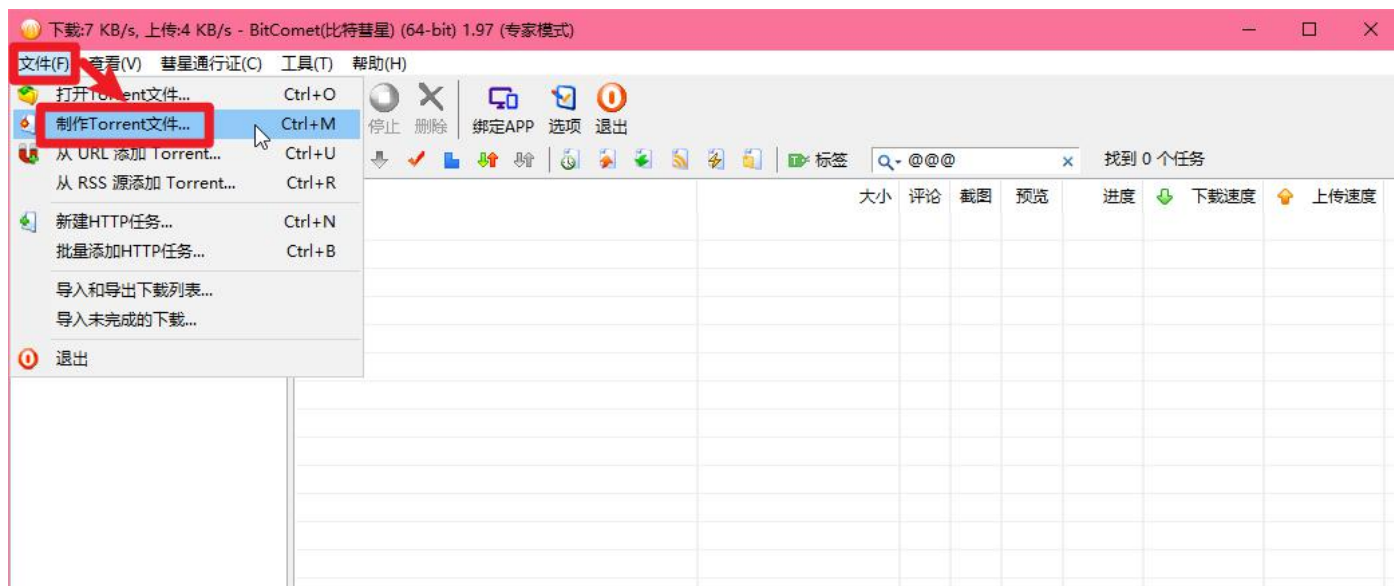 下载:7 KB/s, 上传:4 KB/s - BitComet(比特彗星) (64-bit) 1.97 (专家模式)
文件(F) 查看(V) 彗星通行证(C) 工具(T) 帮助(H)
打开Torrent文件... Ctrl+O
制作Torrent文件... Ctrl+M
从 URL 添加 Torrent... Ctrl+U
从 RSS 源添加 Torrent... Ctrl+R
新建HTTP任务... Ctrl+N
批量添加HTTP任务... Ctrl+B
导入和导出下载列表...
导入未完成的下载...
退出
停止 删除 绑定APP 选项 退出
标签 @@@ 找到 0 个任务
大小 评论 截图 预览 进度 下载速度 上传速度